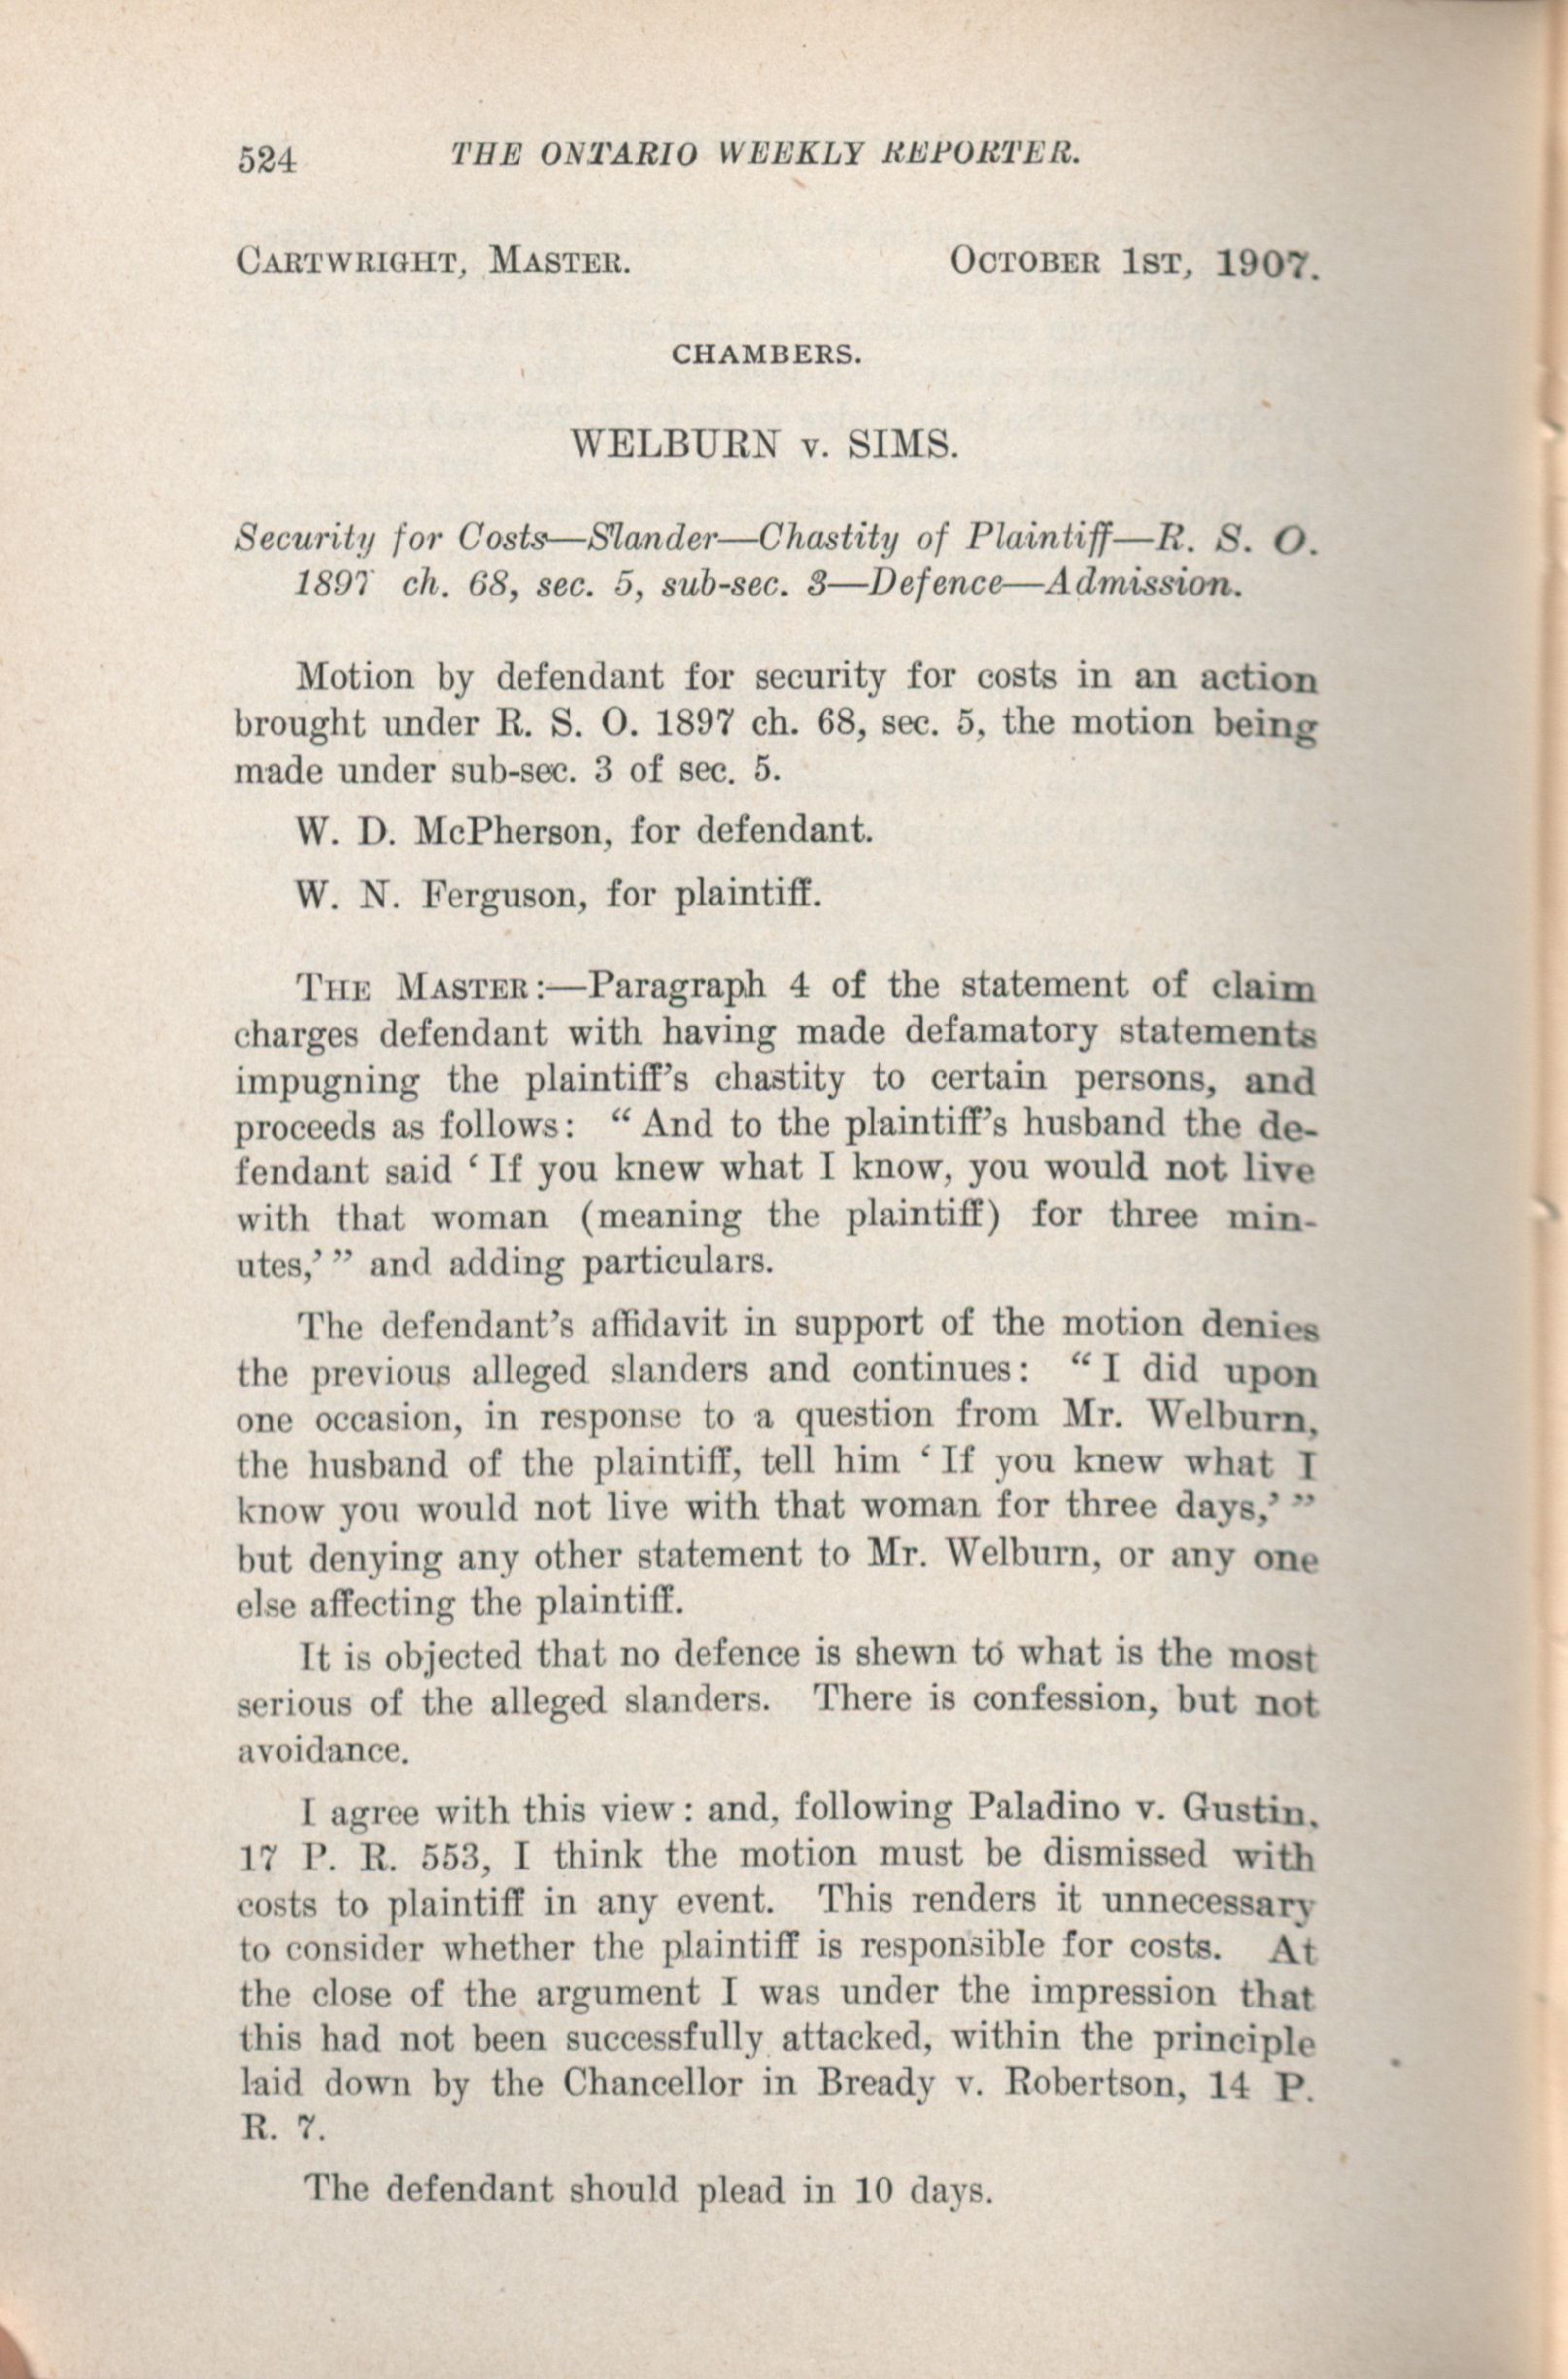 524 THE ONTARIO WEEKLY REPORTER.
CARTWRIGHT, MASTER. OCTOBER 1ST, 1907.
CHAMBERS.
WELBURN v. SIMS.
Security for Costs—Slander—Chastity of Plaintiff—R. S. O.
1897 ch. 68, sec. 5, sub-sec. 3—Defence—Admission.
Motion by defendant for security for costs in an action
brought under R. S. O. 1897 ch. 68, sec. 5, the motion being
made under sub-sec. 3 of sec. 5.
W. D. McPherson, for defendant.
W. N. Ferguson, for plaintiff.
THE MASTER:—Paragraph 4 of the statement of claim
charges defendant with having made defamatory statements
impugning the plaintiff's chastity to certain persons, and
proceeds as follows: “ And to the plaintiff's husband the de-
fendant said ‘ If you knew what I know, you would not live
with that woman (meaning the plaintiff) for three min-
utes,’ ” and adding particulars.
The defendant's affidavit in support of the motion denies
the previous alleged slanders and continues: “ I did upon
one occasion, in response to a question from Mr. Welburn,
the husband of the plaintiff, tell him ‘ If you knew what I
know you would not live with that woman for three days,’ ”
but denying any other statement to Mr. Welburn, or any one
else affecting the plaintiff.
It is objected that no defence is shewn to what is the most
serious of the alleged slanders. There is confession, but not
avoidance.
I agree with this view: and, following Paladino v. Gustin,
17 P. R. 553, I think the motion must be dismissed with
costs to plaintiff in any event. This renders it unnecessary
to consider whether the plaintiff is responsible for costs. At
the close of the argument I was under the impression that
this had not been successfully attacked, within the principle
laid down by the Chancellor in Bready v. Robertson, 14 P.
R. 7.
The defendant should plead in 10 days.